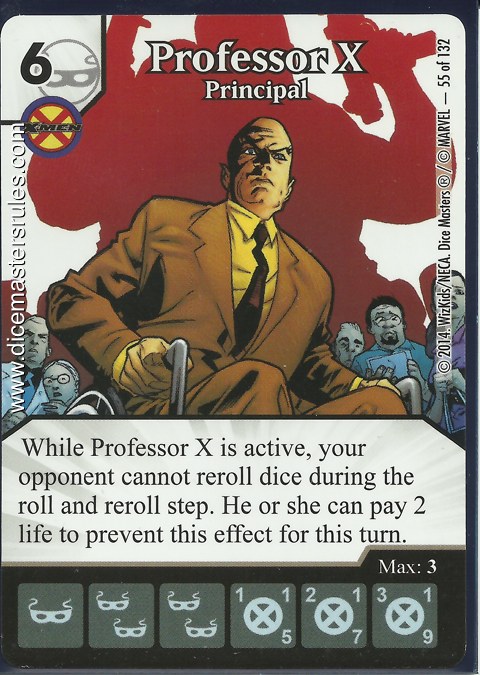 6
Professor X
Principal
X-MEN
www.dicemastersrules.com
© 2014 WizKids/NECA. Dice Masters ® / © MARVEL — 55 of 132
While Professor X is active, your
opponent cannot reroll dice during the
roll and reroll step. He or she can pay 2
life to prevent this effect for this turn.
Max: 3
1 1 5
2 1 7
3 1 9